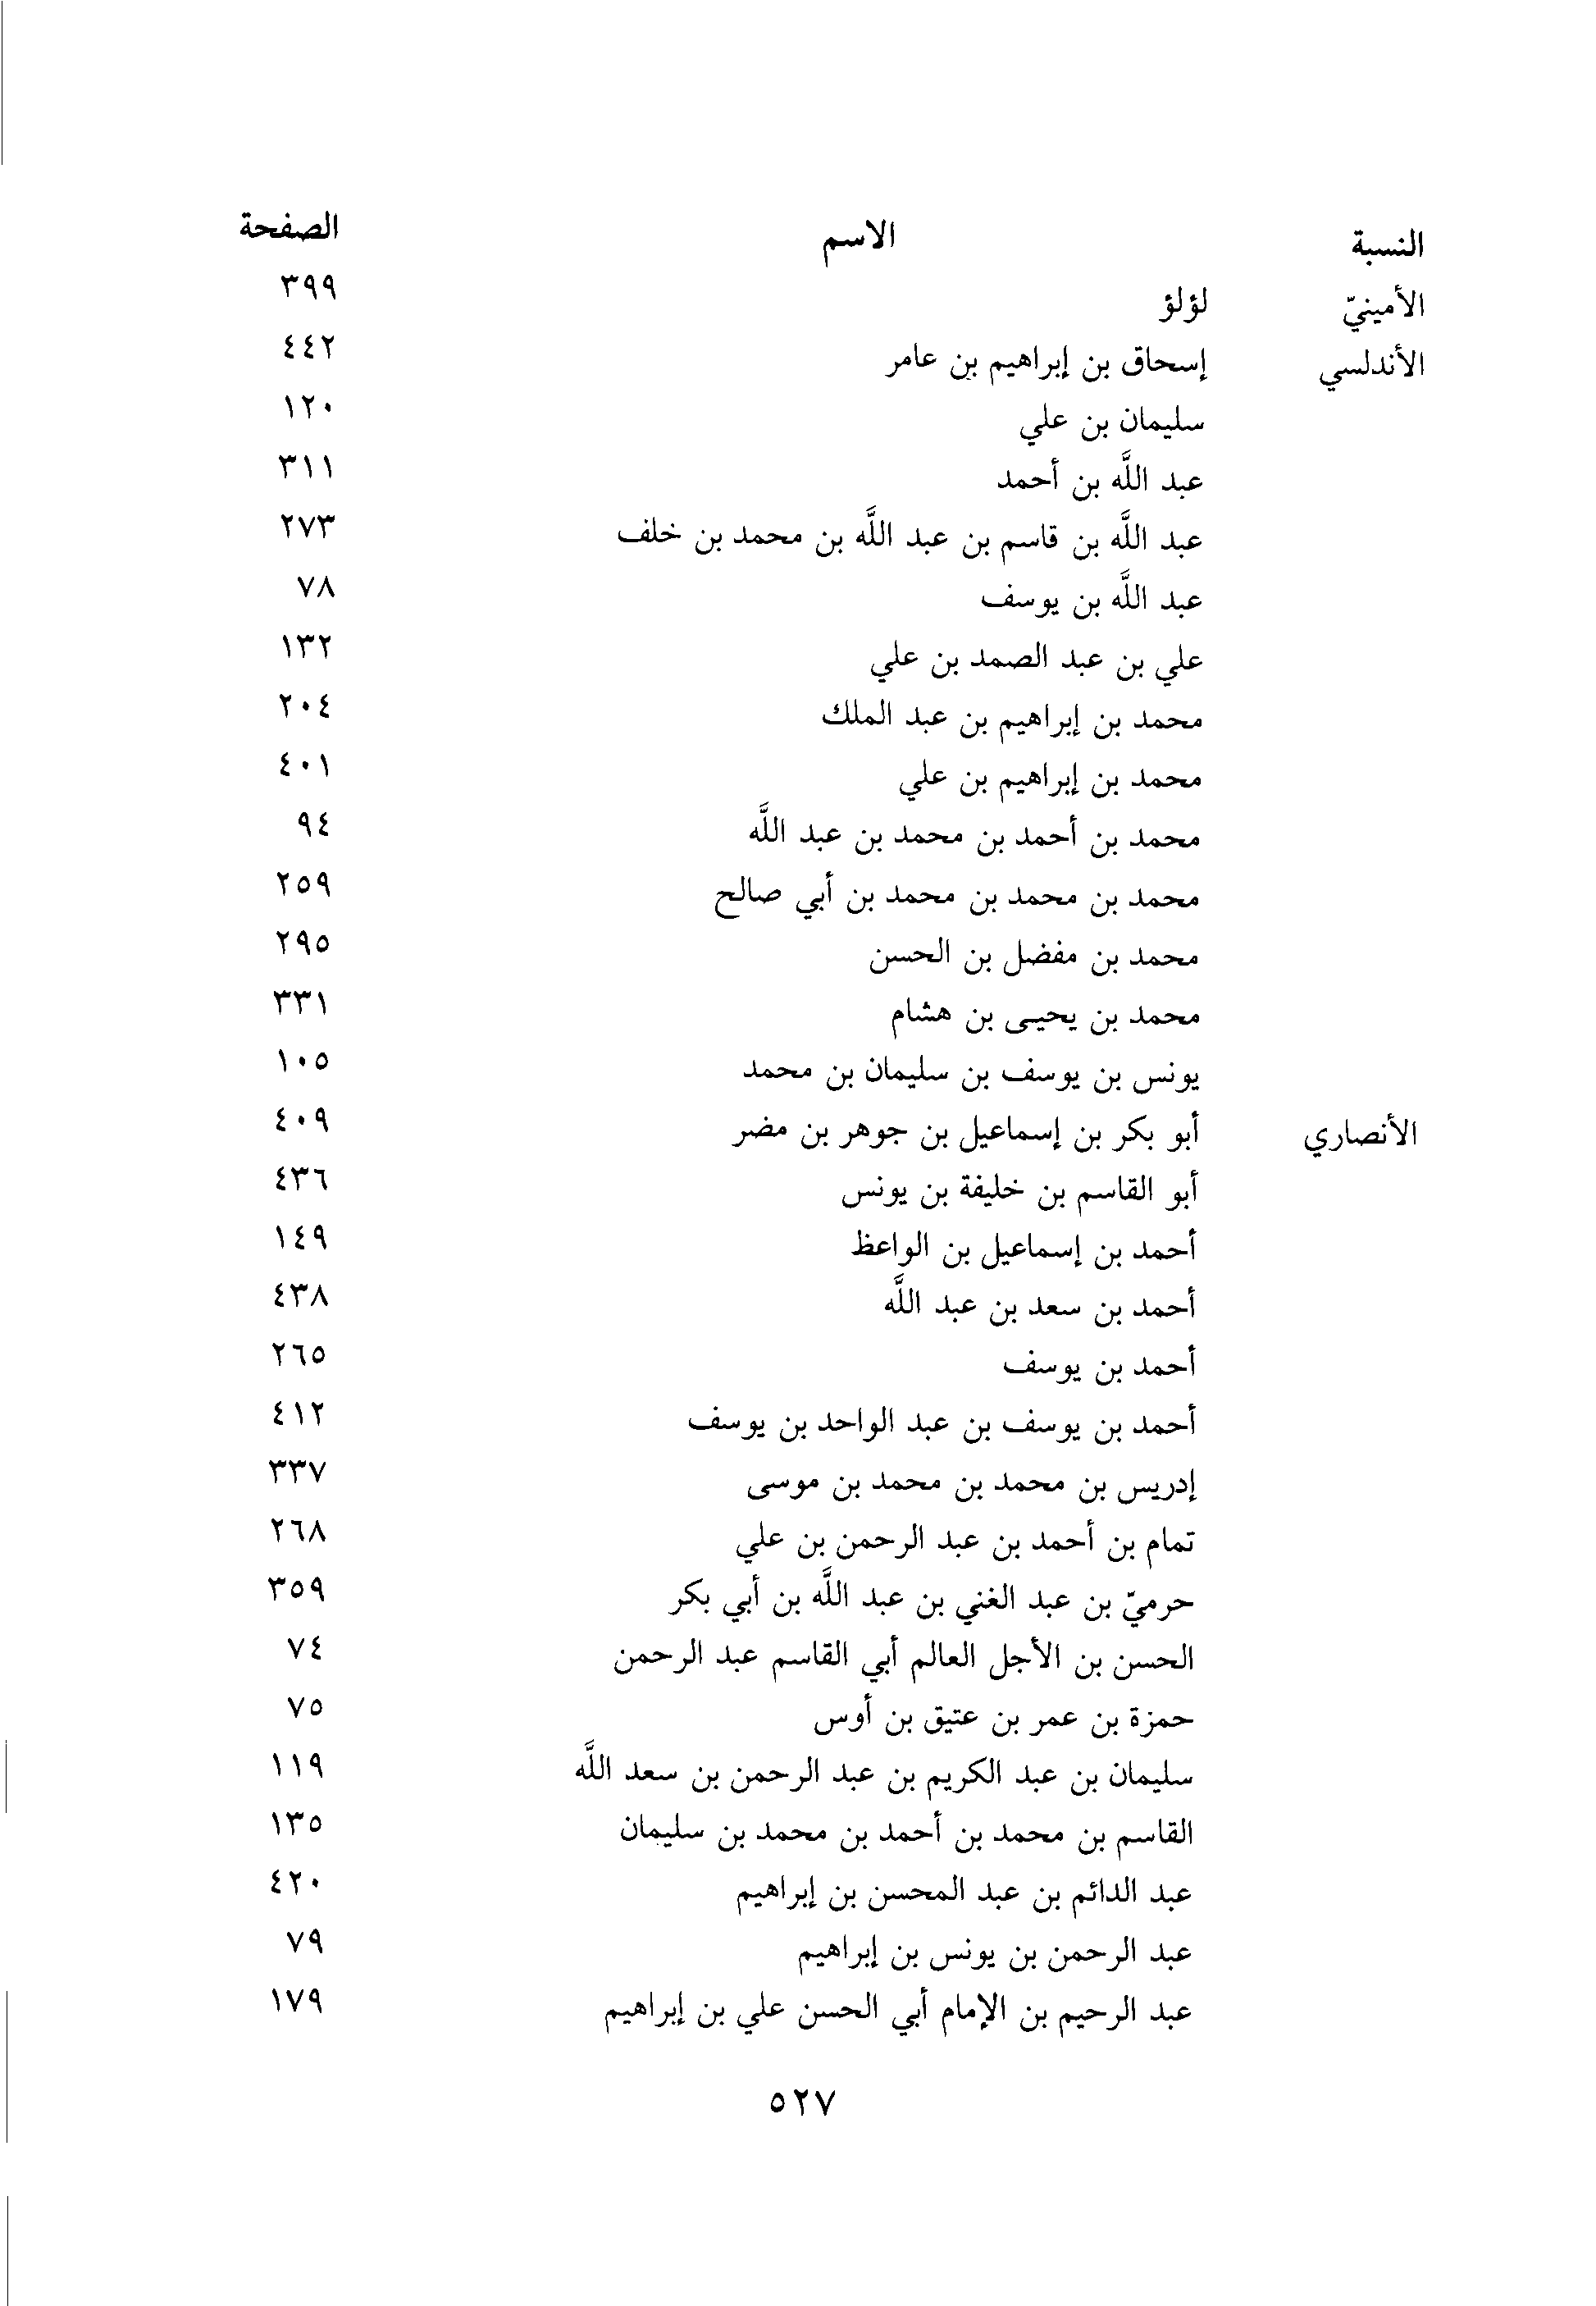 النسبة الاسم الصفحة
الأمينيّ لؤلؤ ٣٩٩
الأندلسي إسحاق بن إبراهيم بن عامر ٤٤٢
سليمان بن علي ١٢٠
عبد اللَّه بن أحمد ٣١١
عبد اللَّه بن قاسم بن عبد اللَّه بن محمد بن خلف ٢٧٣
عبد اللَّه بن يوسف ٧٨
علي بن عبد الصمد بن علي ١٣٢
محمد بن إبراهيم بن عبد الملك ٢٠٤
محمد بن إبراهيم بن علي ٤٠١
محمد بن أحمد بن محمد بن عبد اللَّه ٩٤
محمد بن محمد بن محمد بن أبي صالح ٢٥٩
محمد بن مفضل بن الحسن ٢٩٥
محمد بن يحيـى بن هشام ٣٣١
يونس بن يوسف بن سليمان بن محمد ١٠٥
الأنصاري أبو بكر بن إسماعيل بن جوهر بن مضر ٤٠٩
أبو القاسم بن خليفة بن يونس ٤٣٦
أحمد بن إسماعيل بن الواعظ ١٤٩
أحمد بن سعد بن عبد اللَّه ٤٣٨
أحمد بن يوسف ٢٦٥
أحمد بن يوسف بن عبد الواحد بن يوسف ٤١٢
إدريس بن محمد بن محمد بن موسى ٣٣٧
تمام بن أحمد بن عبد الرحمن بن علي ٢٦٨
حرميّ بن عبد الغني بن عبد اللَّه بن أبي بكر ٣٥٩
الحسن بن الأجل العالم أبي القاسم عبد الرحمن ٧٤
حمزة بن عمر بن عتيق بن أوس ٧٥
سليمان بن عبد الكريم بن عبد الرحمن بن سعد اللَّه ١١٩
القاسم بن محمد بن أحمد بن محمد بن سليمان ١٣٥
عبد الدائم بن عبد المحسن بن إبراهيم ٤٢٠
عبد الرحمن بن يونس بن إبراهيم ٧٩
عبد الرحيم بن الإمام أبي الحسن علي بن إبراهيم ١٧٩
٥٢٧